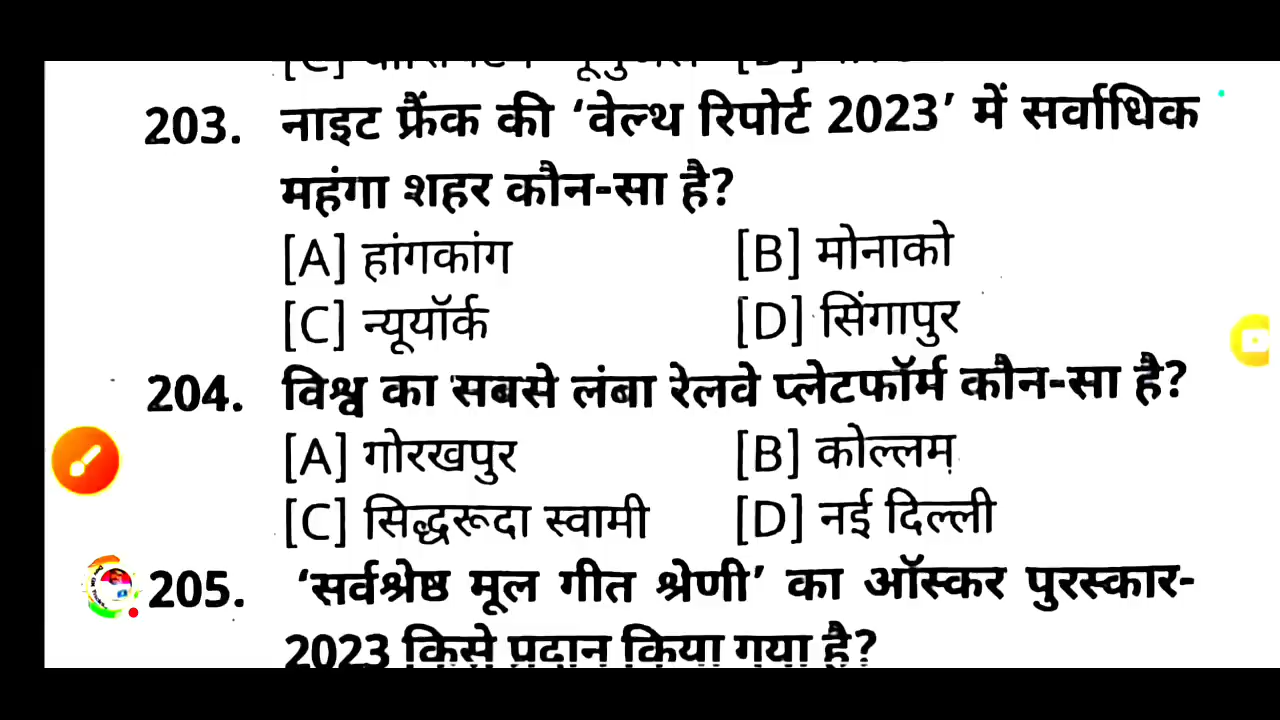 203. नाइट फ्रैंक की ‘वेल्थ रिपोर्ट 2023’ में सर्वाधिक
महंगा शहर कौन-सा है?
[A] हांगकांग [B] मोनाको
[C] न्यूयॉर्क [D] सिंगापुर
204. विश्व का सबसे लंबा रेलवे प्लेटफॉर्म कौन-सा है?
[A] गोरखपुर [B] कोल्लम
[C] सिद्धरूदा स्वामी [D] नई दिल्ली
205. ‘सर्वश्रेष्ठ मूल गीत श्रेणी’ का ऑस्कर पुरस्कार-
2023 किसे प्रदान किया गया है?